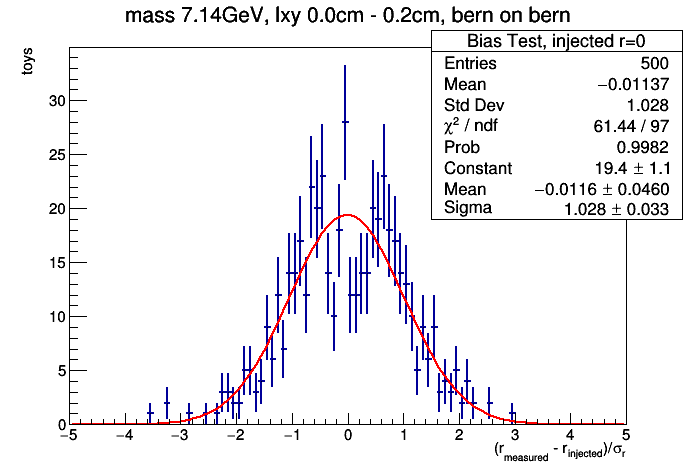 mass 7.14GeV, lxy 0.0cm - 0.2cm, bern on bern
toys
Bias Test, injected r=0
Entries 500
Mean −0.01137
Std Dev 1.028
χ² / ndf 61.44 / 97
Prob 0.9982
Constant 19.4 ± 1.1
Mean −0.0116 ± 0.0460
Sigma 1.028 ± 0.033
30
25
20
15
10
5
0
−5 −4 −3 −2 −1 0 1 2 3 4 5
(r_measured - r_injected)/σ_r